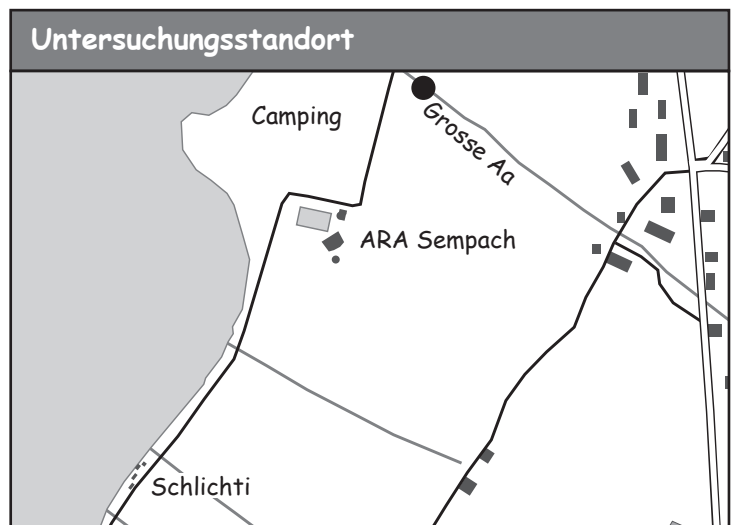 Untersuchungsstandort
Camping
Grosse Aa
ARA Sempach
Schlichti